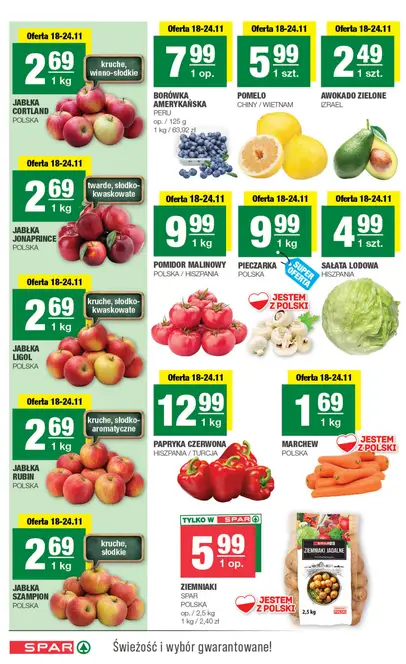 Oferta 18-24.11
2 69
1 kg
kruche,
winno-słodkie
JABŁKA
CORTLAND
POLSKA
Oferta 18-24.11
2 69
1 kg
twarde, słodko-
kwaskowate
JABŁKA
JONAPRINCE
POLSKA
Oferta 18-24.11
2 69
1 kg
kruche, słodko-
kwaskowate
JABŁKA
LIGOL
POLSKA
Oferta 18-24.11
2 69
1 kg
kruche, słodko-
aromatyczne
JABŁKA
RUBIN
POLSKA
Oferta 18-24.11
2 69
1 kg
kruche,
słodkie
JABŁKA
SZAMPION
POLSKA
Oferta 18-24.11
7 99
1 op.
BORÓWKA
AMERYKAŃSKA
PERU
op. / 125 g
1 kg / 63,92 zł
Oferta 18-24.11
5 99
1 szt.
POMELO
CHINY / WIETNAM
Oferta 18-24.11
2 49
1 szt.
AWOKADO ZIELONE
IZRAEL
Oferta 18-24.11
9 99
1 kg
POMIDOR MALINOWY
POLSKA / HISZPANIA
Oferta 18-24.11
9 99
1 kg
SUPER
OFERTA
PIECZARKA
POLSKA
JESTEM
Z POLSKI
Oferta 18-24.11
4 99
1 szt.
SAŁATA LODOWA
HISZPANIA
Oferta 18-24.11
12 99
1 kg
PAPRYKA CZERWONA
HISZPANIA / TURCJA
Oferta 18-24.11
1 69
1 kg
MARCHEW
POLSKA
JESTEM
Z POLSKI
TYLKO W SPAR
5 99
1 op.
ZIEMNIAKI
SPAR
POLSKA
op. / 2,5 kg
1 kg / 2,40 zł
JESTEM
Z POLSKI
SPAR
ZIEMNIAKI JADALNE
2,5 kg
SPAR
Świeżość i wybór gwarantowane!